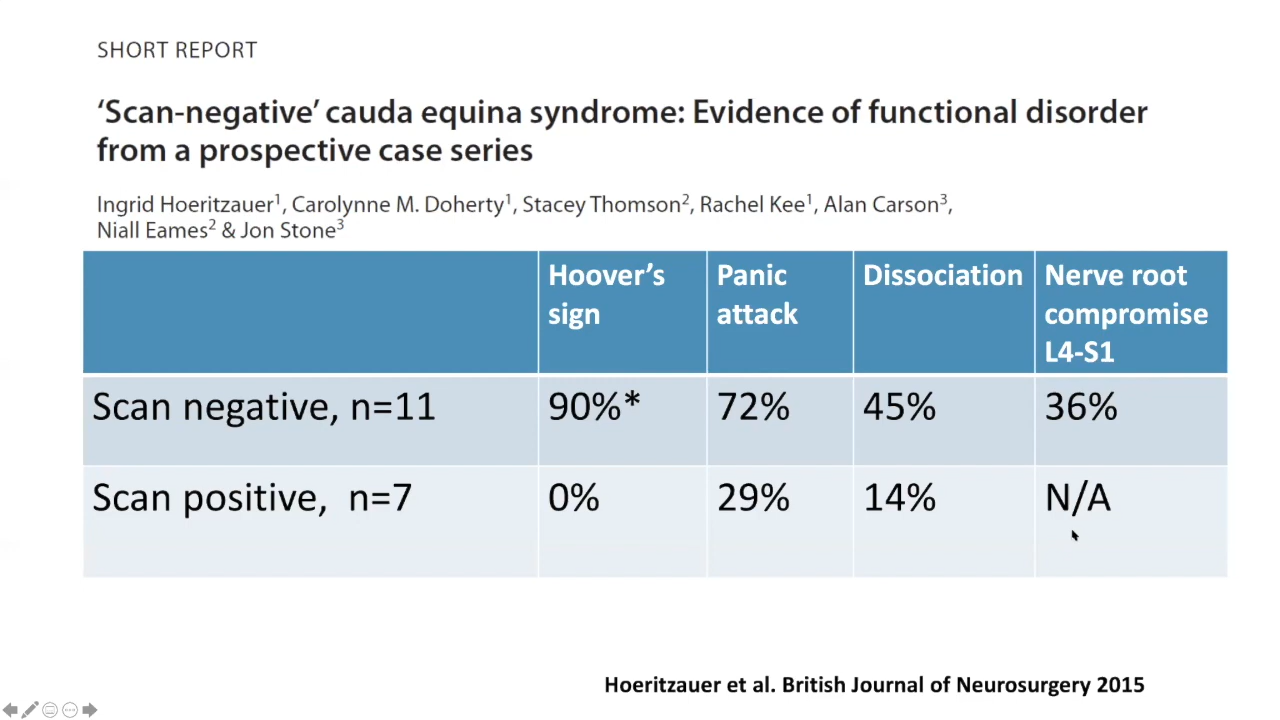 SHORT REPORT
‘Scan-negative’ cauda equina syndrome: Evidence of functional disorder
from a prospective case series
Ingrid Hoeritzauer1, Carolynne M. Doherty1, Stacey Thomson2, Rachel Kee1, Alan Carson3,
Niall Eames2 & Jon Stone3
Hoover’s sign
Panic attack
Dissociation
Nerve root compromise L4-S1
Scan negative, n=11 90%* 72% 45% 36%
Scan positive, n=7 0% 29% 14% N/A
Hoeritzauer et al. British Journal of Neurosurgery 2015